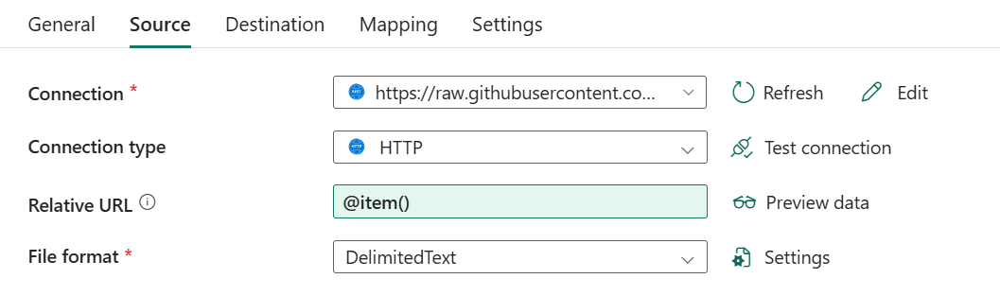 General Source Destination Mapping Settings
Connection * https://raw.githubusercontent.co... Refresh Edit
Connection type HTTP Test connection
Relative URL @item() Preview data
File format * DelimitedText Settings